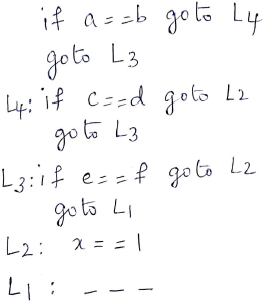 if a==b goto L4
goto L3
L4: if c==d goto L2
goto L3
L3: if e==f goto L2
goto L1
L2: x==1
L1: - - -